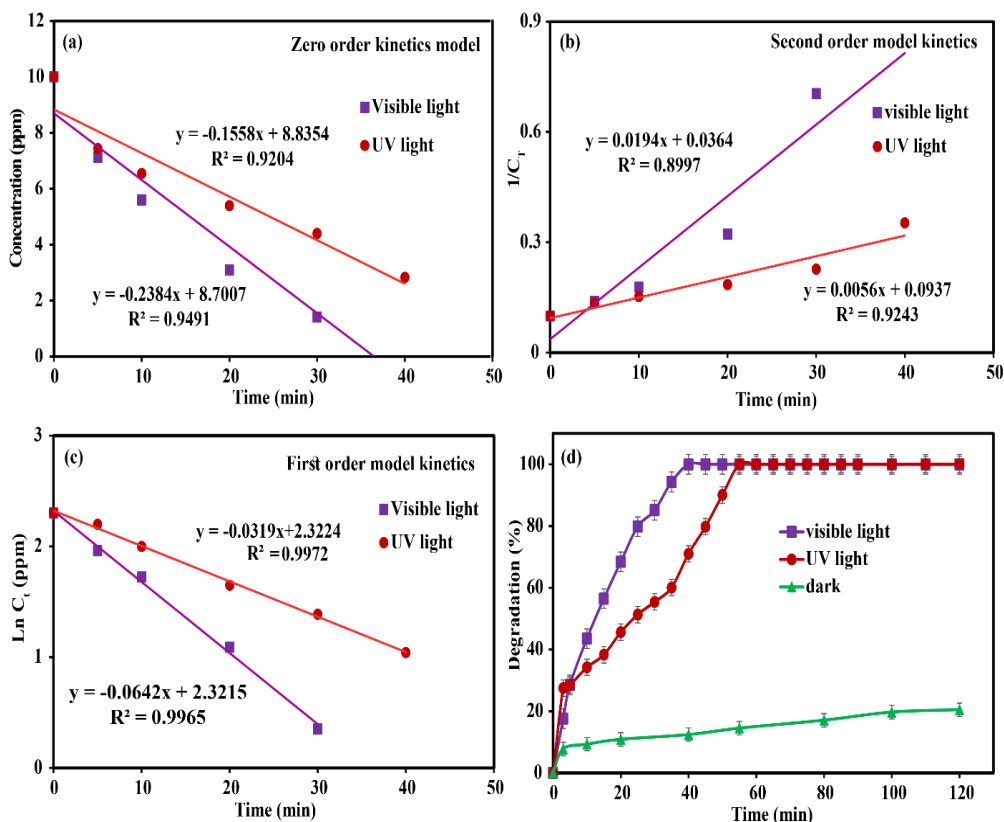 (a)
Zero order kinetics model
Visible light
UV light
y = -0.1558x + 8.8354
R² = 0.9204
y = -0.2384x + 8.7007
R² = 0.9491
Concentration (ppm)
12
10
8
6
4
2
0
0 10 20 30 40 50
Time (min)
(b)
Second order model kinetics
visible light
UV light
y = 0.0194x + 0.0364
R² = 0.8997
y = 0.0056x + 0.0937
R² = 0.9243
1/C_T
0.9
0.6
0.3
0
0 10 20 30 40 50
Time (min)
(c)
First order model kinetics
Visible light
UV light
y = -0.0319x+2.3224
R² = 0.9972
y = -0.0642x + 2.3215
R² = 0.9965
Ln C_t (ppm)
3
2
1
0
0 10 20 30 40 50
Time (min)
(d)
visible light
UV light
dark
Degradation (%)
100
80
60
40
20
0
0 20 40 60 80 100 120
Time (min)